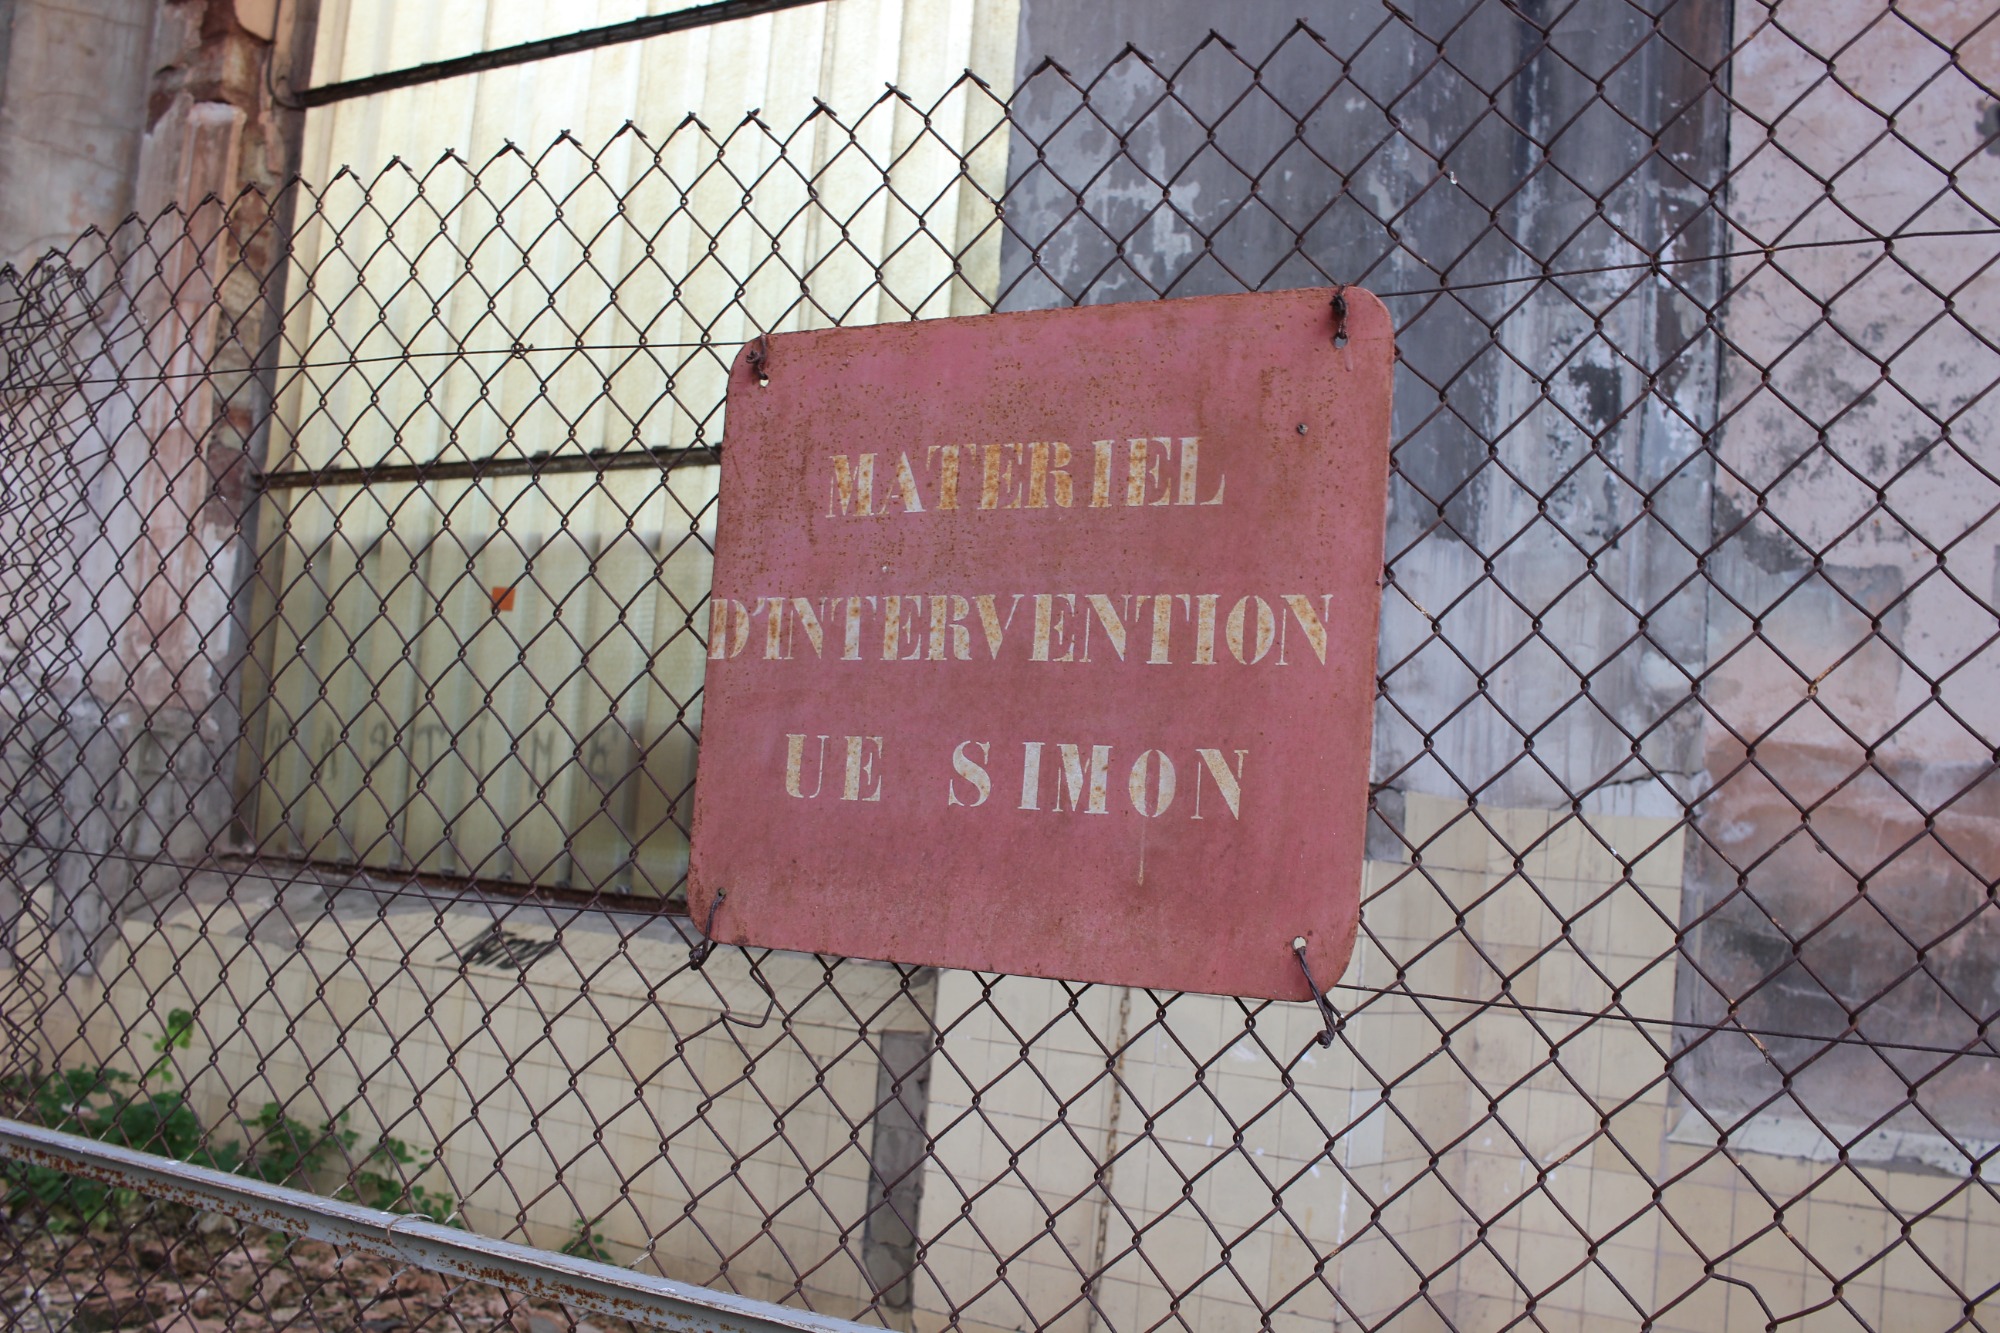 MATERIEL
D'INTERVENTION
UE SIMON